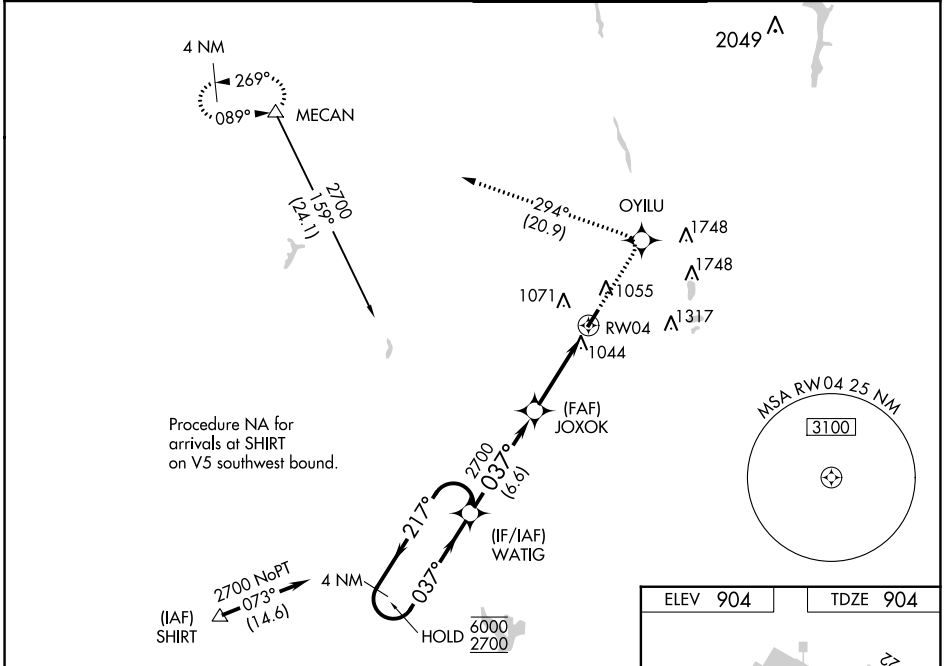 2049
4 NM
269°
089°
MECAN
2700
159°
(24.1)
294°
(20.9)
OYILU
1748
1748
1071
1055
1317
RW04
1044
(FAF)
JOXOK
MSA RW04 25 NM
3100
Procedure NA for
arrivals at SHIRT
on V5 southwest bound.
2700
037°
(6.6)
217°
(IF/IAF)
WATIG
037°
4 NM
2700 NoPT
073°
(14.6)
(IAF)
SHIRT
HOLD
6000
2700
ELEV 904
TDZE 904
22